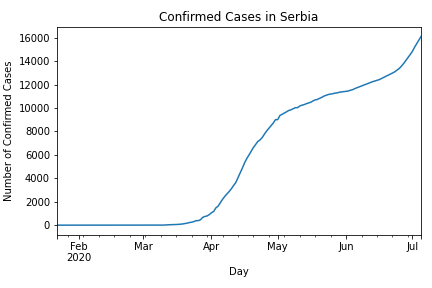 Confirmed Cases in Serbia
16000
14000
12000
10000
8000
6000
4000
2000
0
Number of Confirmed Cases
Feb Mar Apr May Jun Jul
2020
Day